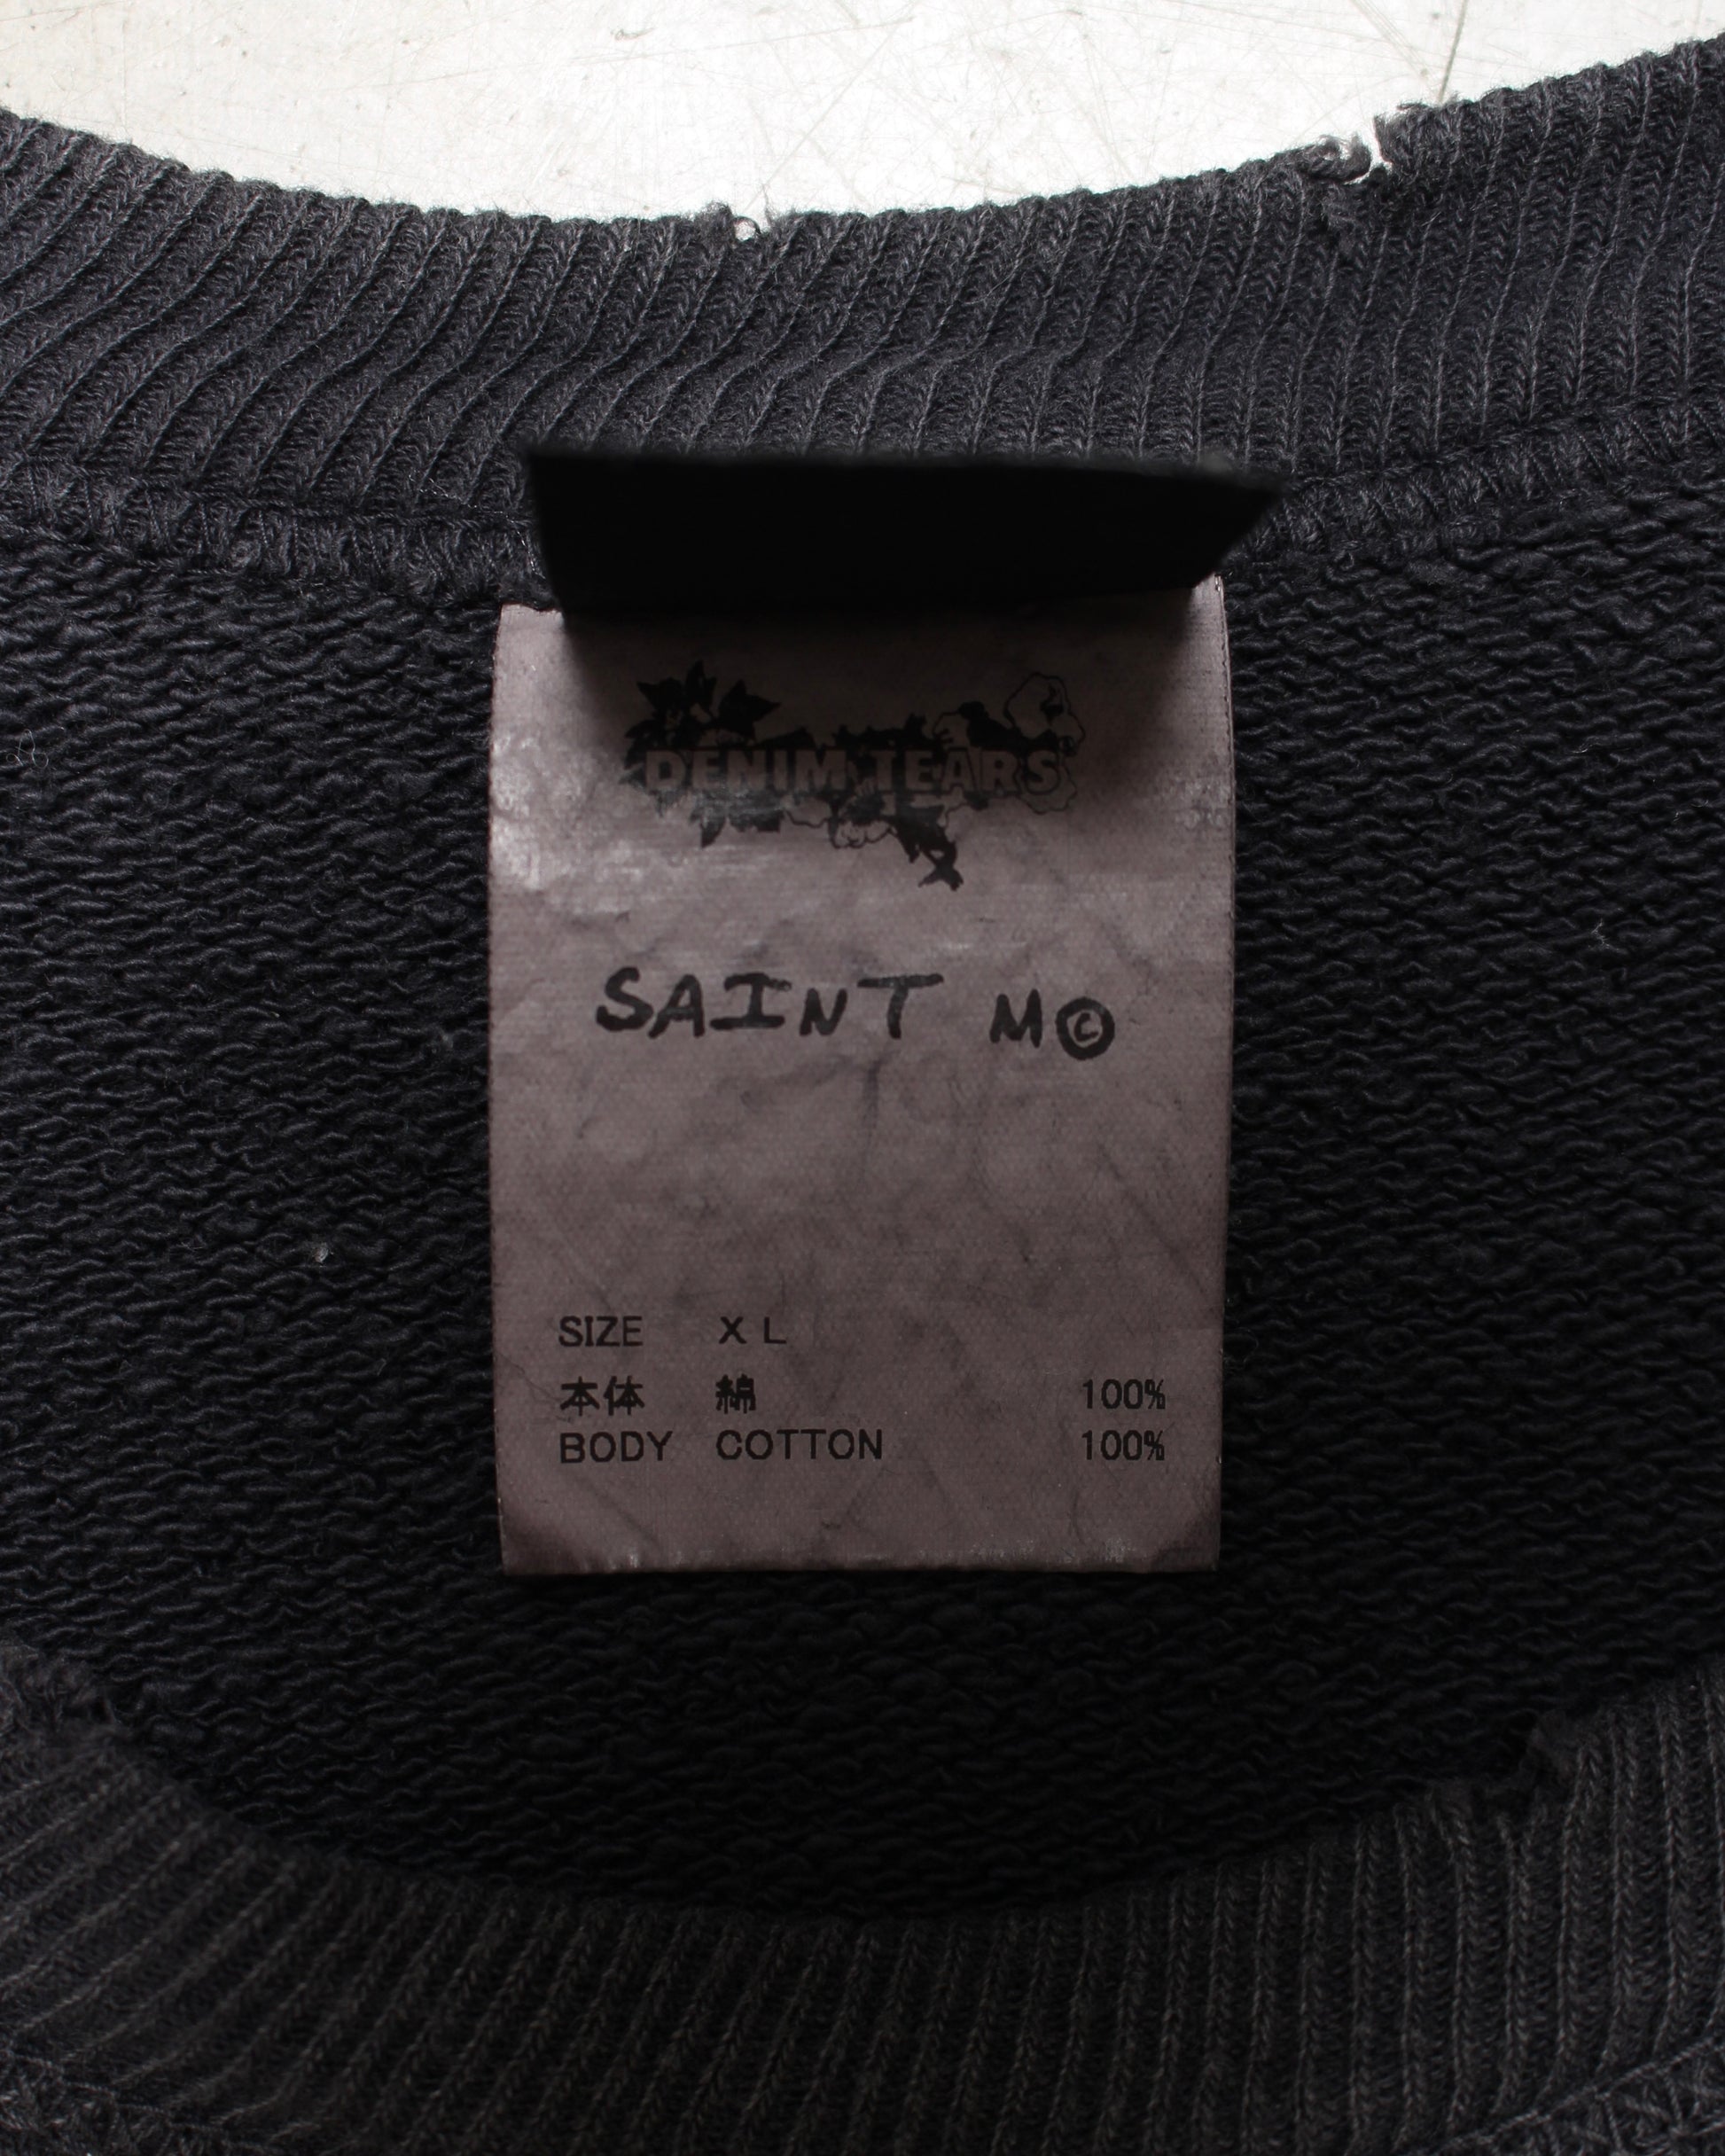 DENIM TEARS
SAINT M©
SIZE XL
本体 綿 100%
BODY COTTON 100%